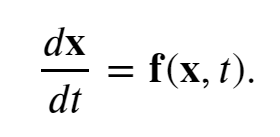 d𝐱/dt = 𝐟(𝐱, t).